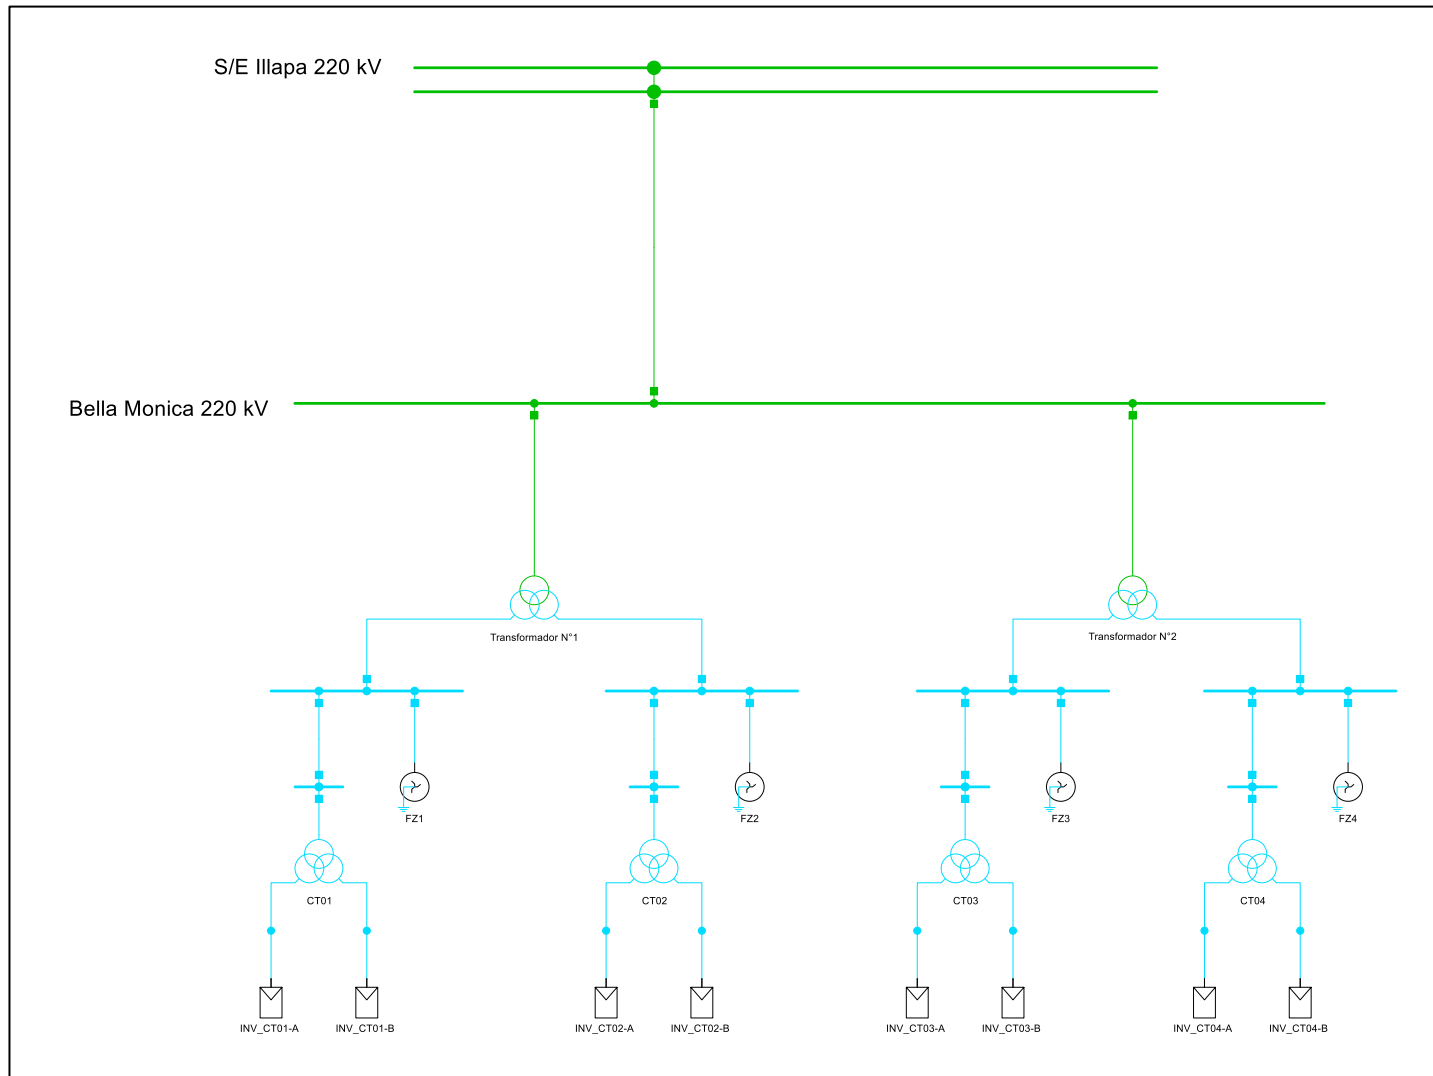 S/E Illapa 220 kV
Bella Monica 220 kV
Transformador N°1
Transformador N°2
FZ1
FZ2
FZ3
FZ4
CT01
CT02
CT03
CT04
INV_CT01-A
INV_CT01-B
INV_CT02-A
INV_CT02-B
INV_CT03-A
INV_CT03-B
INV_CT04-A
INV_CT04-B